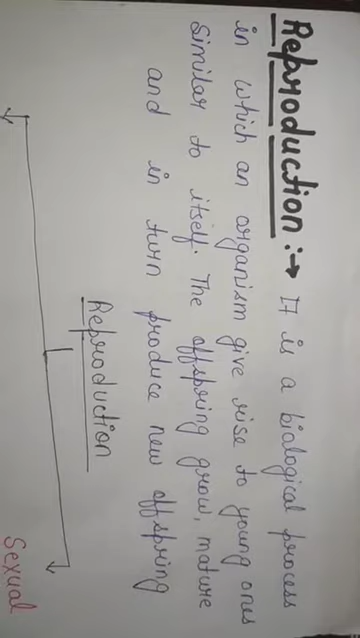 Reproduction :→ It is a biological process
in which an organism give rise to young ones
similar to itself. The offspring grow, mature
and in turn produce new offspring
Reproduction
Sexual